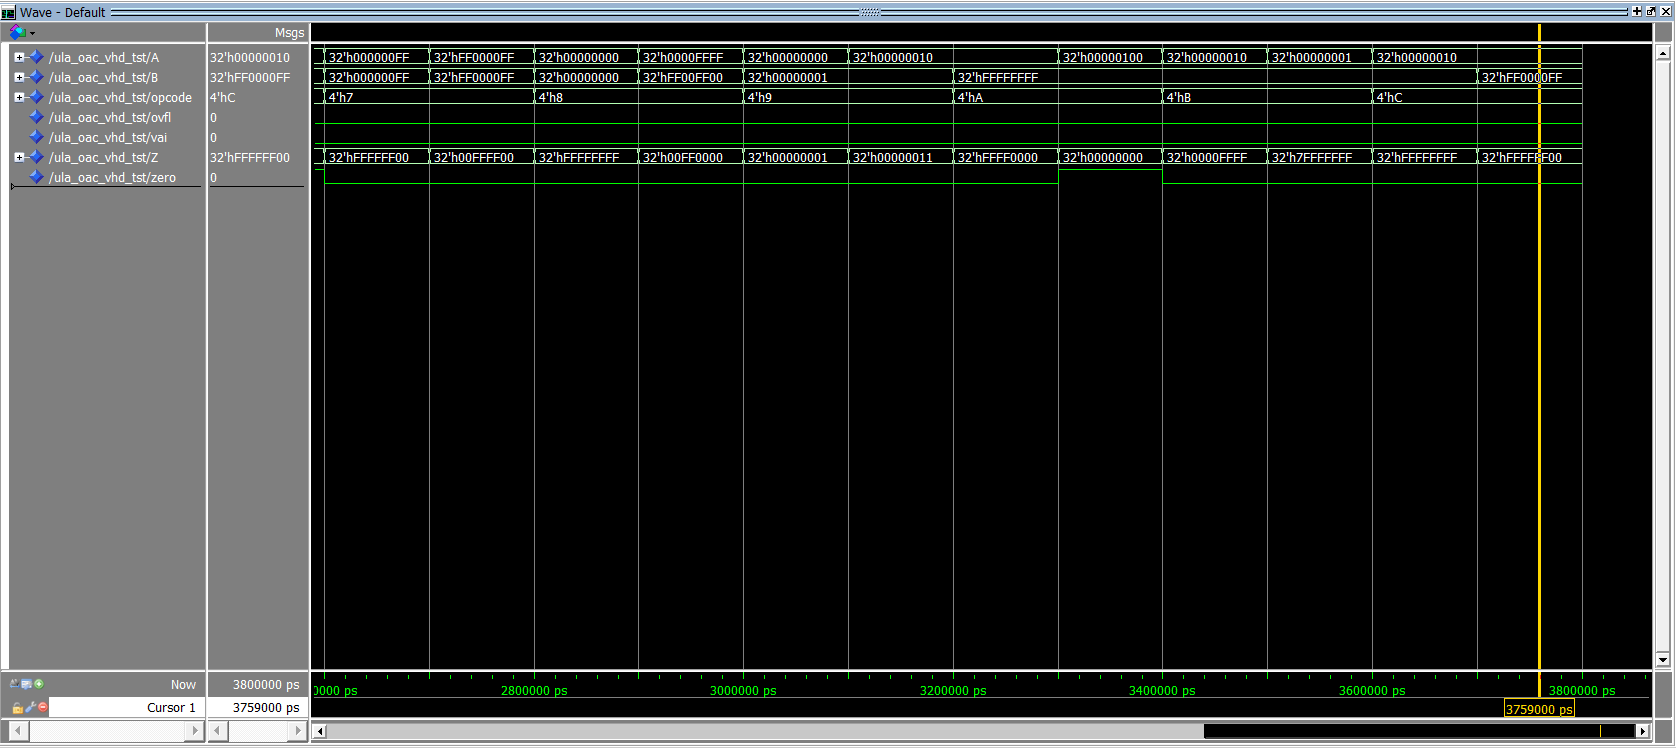 Wave - Default
Msgs
/ula_oac_vhd_tst/A 32'h00000010 32'h000000FF 32'hFF0000FF 32'h00000000 32'h0000FFFF 32'h00000000 32'h00000010 32'h00000100 32'h00000010 32'h00000001 32'h00000010
/ula_oac_vhd_tst/B 32'hFF0000FF 32'h000000FF 32'hFF0000FF 32'h00000000 32'hFF00FF00 32'h00000001 32'hFFFFFFFF 32'hFF0000FF
/ula_oac_vhd_tst/opcode 4'hC 4'h7 4'h8 4'h9 4'hA 4'hB 4'hC
/ula_oac_vhd_tst/ovfl 0
/ula_oac_vhd_tst/vai 0
/ula_oac_vhd_tst/Z 32'hFFFFFF00 32'hFFFFFF00 32'h00FFFF00 32'hFFFFFFFF 32'h00FF0000 32'h00000001 32'h00000011 32'hFFFF0000 32'h00000000 32'h0000FFFF 32'h7FFFFFFF 32'hFFFFFFFF 32'hFFFFFF00
/ula_oac_vhd_tst/zero 0
Now 3800000 ps 0000 ps 2800000 ps 3000000 ps 3200000 ps 3400000 ps 3600000 ps 3800000 ps
Cursor 1 3759000 ps 3759000 ps